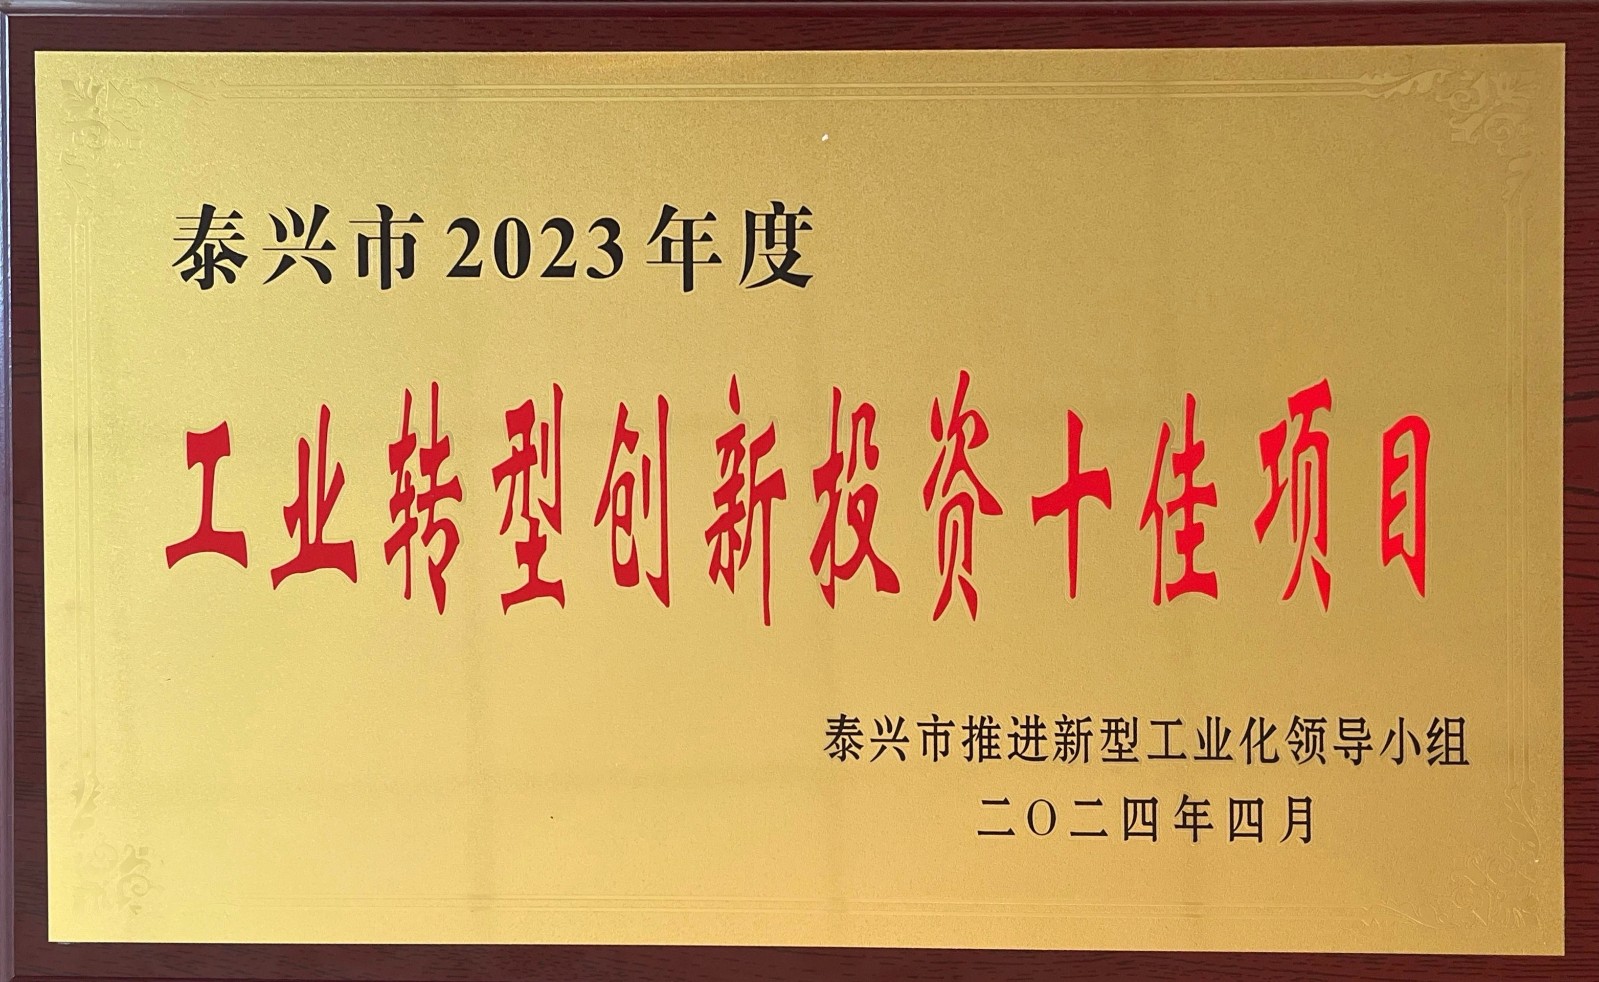 泰兴市2023年度
工业转型创新投资十佳项目
泰兴市推进新型工业化领导小组
二〇二四年四月